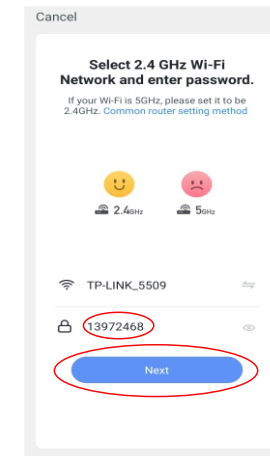 Cancel
Select 2.4 GHz Wi-Fi
Network and enter password.
If your Wi-Fi is 5GHz, please set it to be
2.4GHz. Common router setting method
2.4GHz 5GHz
TP-LINK_5509
13972468
Next